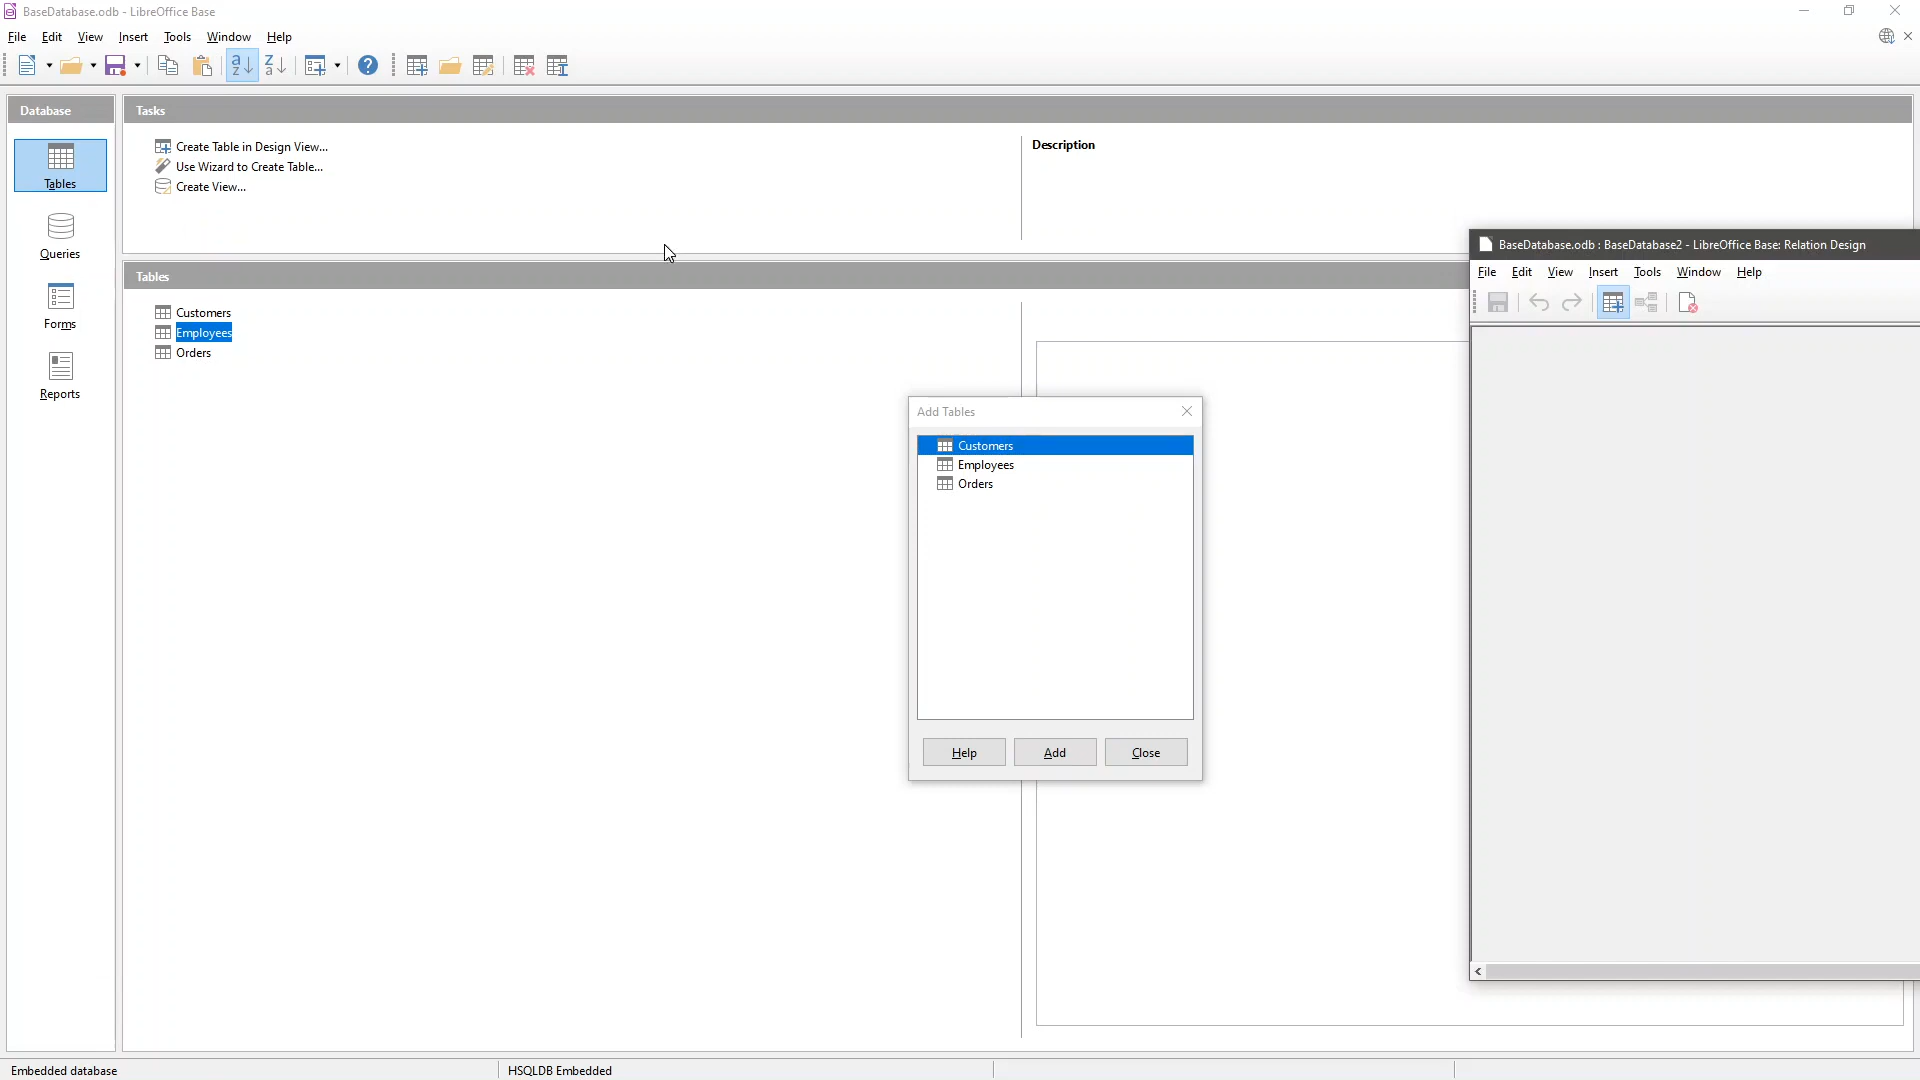 BaseDatabase.odb - LibreOffice Base
File Edit View Insert Tools Window Help
Database
Tasks
Tables
Create Table in Design View...
Use Wizard to Create Table...
Create View...
Description
Queries
Forms
Reports
Tables
Customers
Employees
Orders
Add Tables
Customers
Employees
Orders
Help Add Close
BaseDatabase.odb : BaseDatabase2 - LibreOffice Base: Relation Design
File Edit View Insert Tools Window Help
Embedded database
HSQLDB Embedded